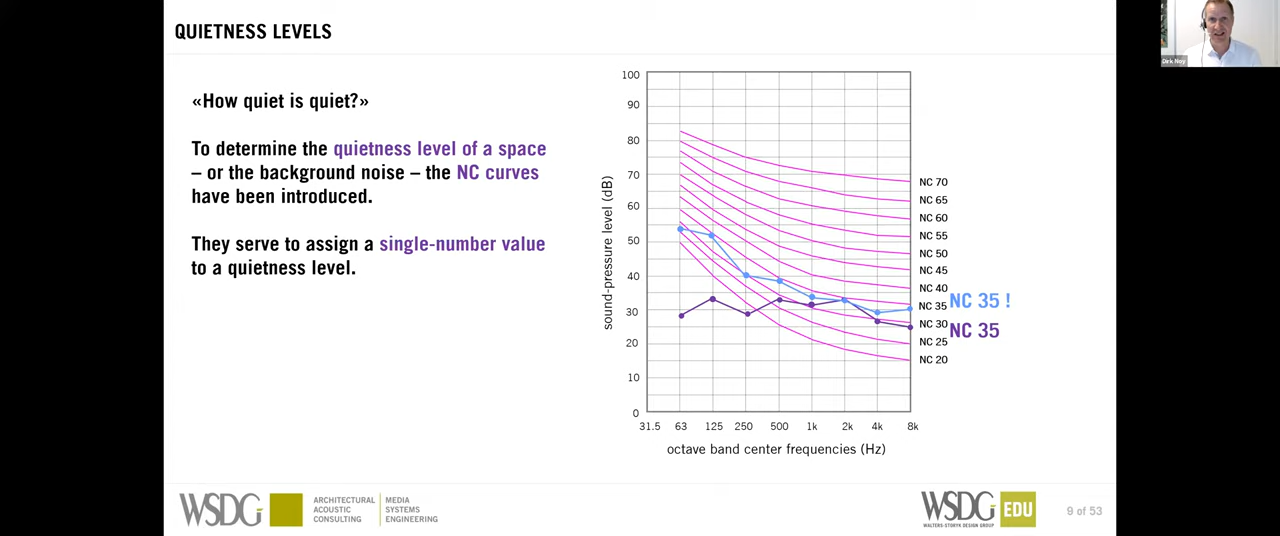 QUIETNESS LEVELS
Dirk Noy
«How quiet is quiet?»
To determine the quietness level of a space
– or the background noise – the NC curves
have been introduced.
They serve to assign a single-number value
to a quietness level.
sound-pressure level (dB)
100
90
80
70
60
50
40
30
20
10
0
31.5 63 125 250 500 1k 2k 4k 8k
octave band center frequencies (Hz)
NC 70
NC 65
NC 60
NC 55
NC 50
NC 45
NC 40
NC 35
NC 30
NC 25
NC 20
NC 35 !
NC 35
WSDG
ARCHITECTURAL
ACOUSTIC
CONSULTING
MEDIA
SYSTEMS
ENGINEERING
WSDG EDU
WALTERS-STORYK DESIGN GROUP
9 of 53